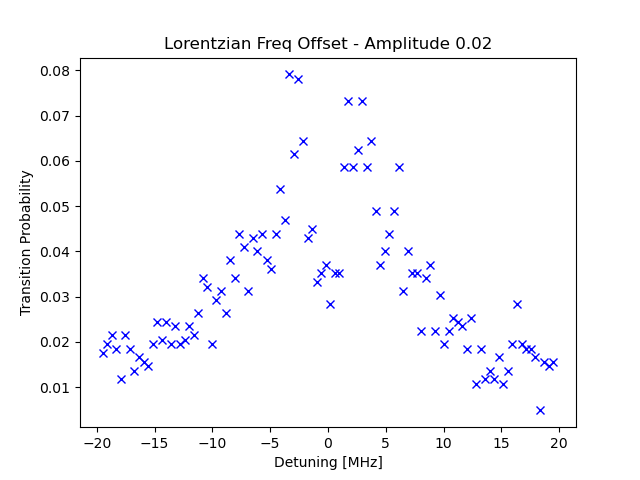 Lorentzian Freq Offset - Amplitude 0.02
0.08
0.07
0.06
0.05
0.04
0.03
0.02
0.01
Transition Probability
−20 −15 −10 −5 0 5 10 15 20
Detuning [MHz]